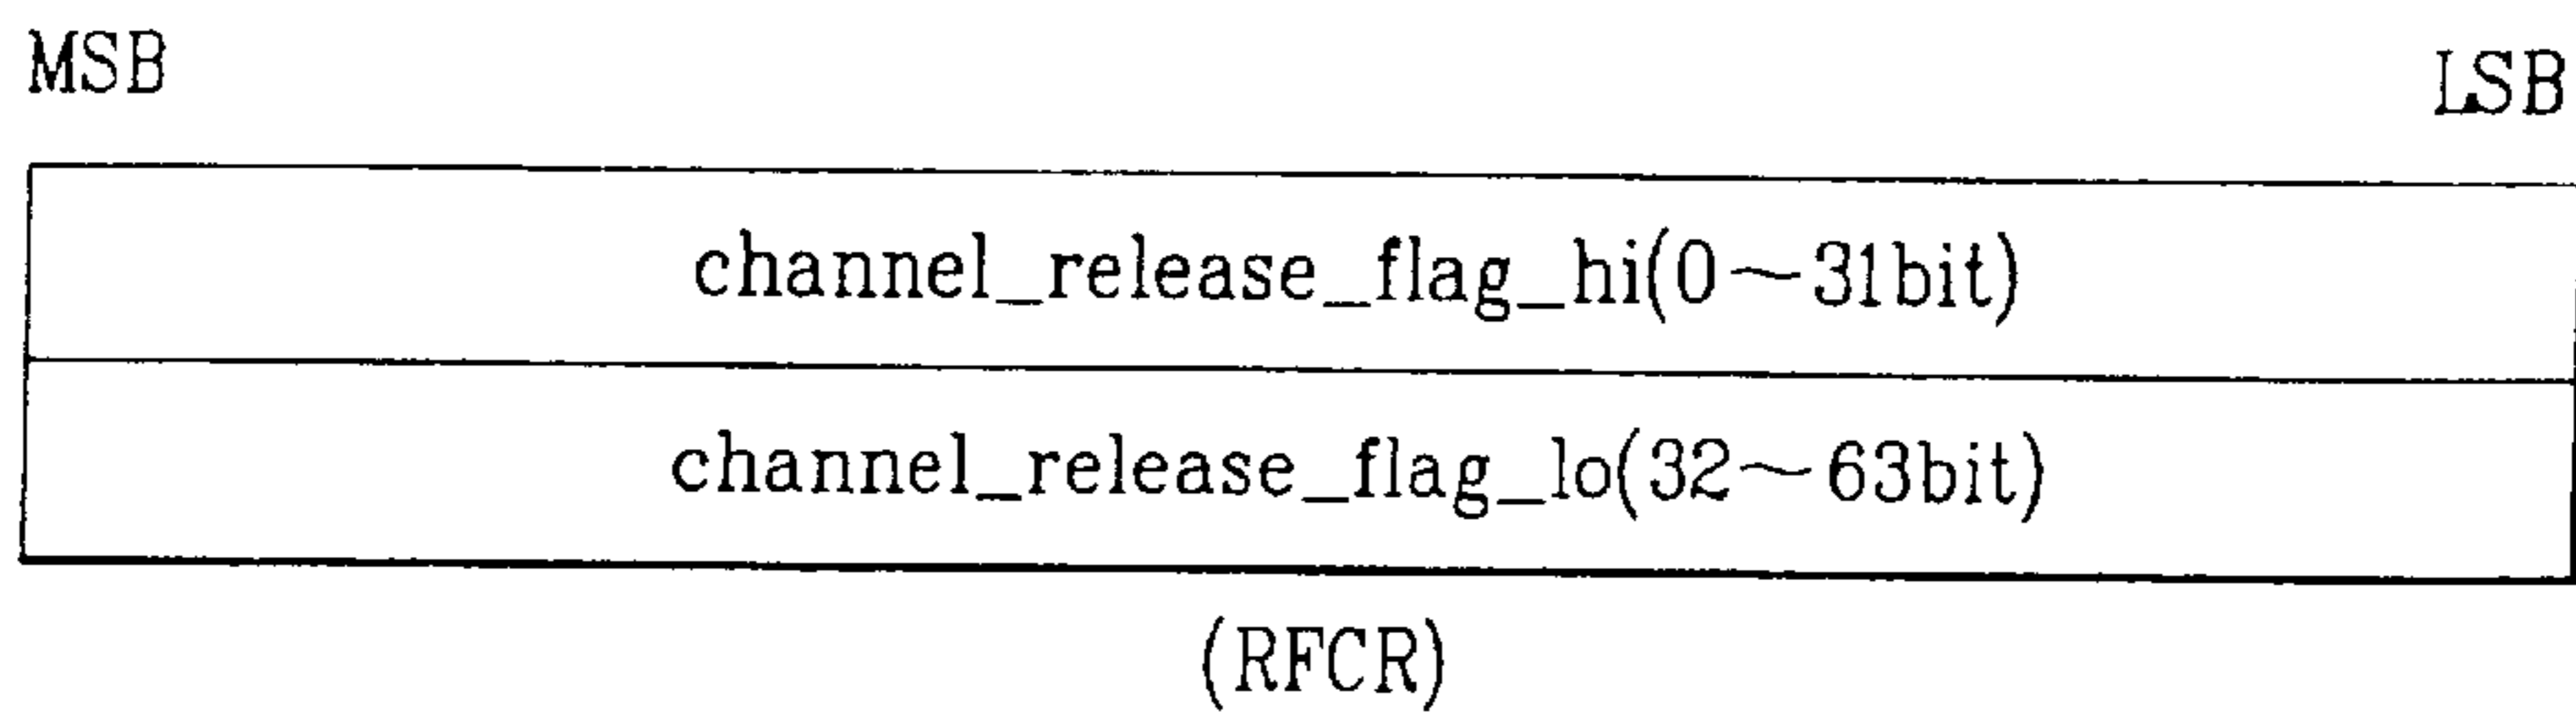 MSB LSB
channel_release_flag_hi(0~31bit)
channel_release_flag_lo(32~63bit)
(RFCR)